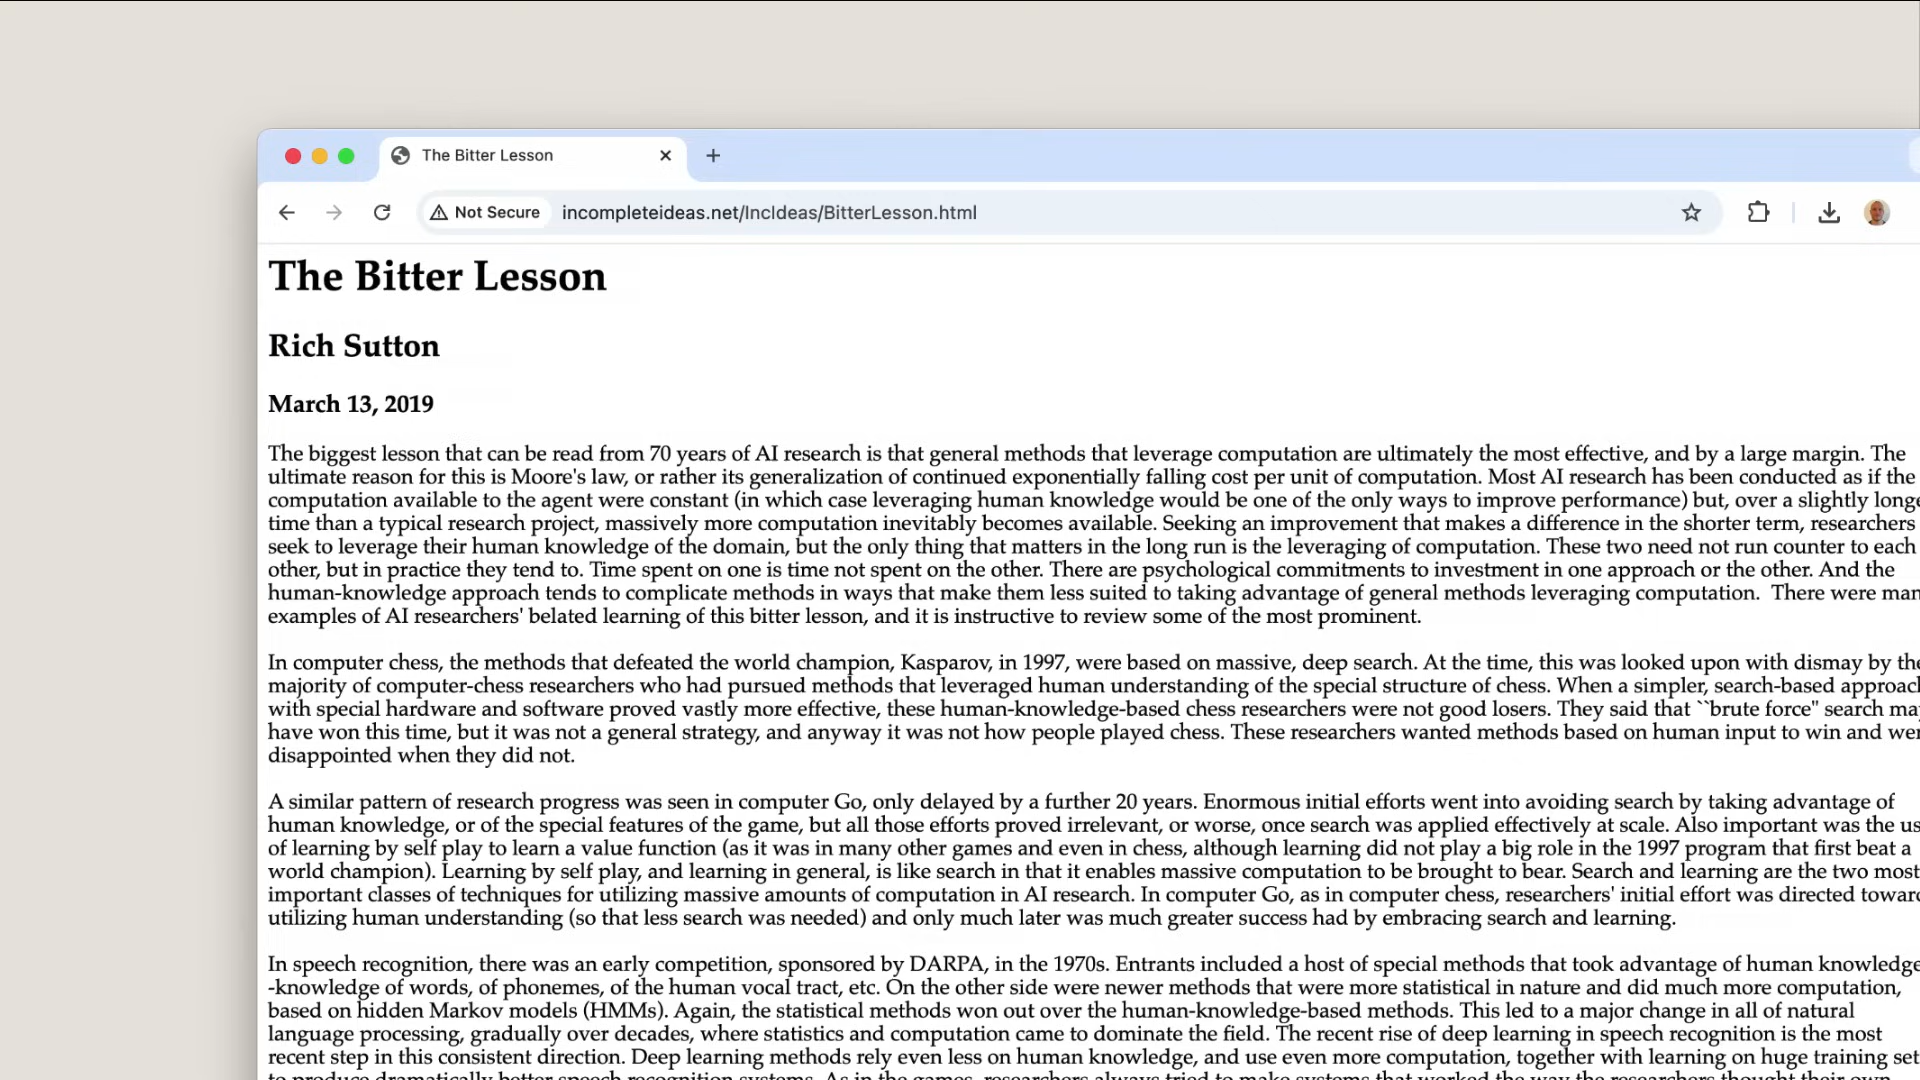 The Bitter Lesson
Not Secure incompleteideas.net/IncIdeas/BitterLesson.html
The Bitter Lesson
Rich Sutton
March 13, 2019
The biggest lesson that can be read from 70 years of AI research is that general methods that leverage computation are ultimately the most effective, and by a large margin. The
ultimate reason for this is Moore's law, or rather its generalization of continued exponentially falling cost per unit of computation. Most AI research has been conducted as if the
computation available to the agent were constant (in which case leveraging human knowledge would be one of the only ways to improve performance) but, over a slightly
time than a typical research project, massively more computation inevitably becomes available. Seeking an improvement that makes a difference in the shorter term, researchers
seek to leverage their human knowledge of the domain, but the only thing that matters in the long run is the leveraging of computation. These two need not run counter to each
other, but in practice they tend to. Time spent on one is time not spent on the other. There are psychological commitments to investment in one approach or the other. And the
human-knowledge approach tends to complicate methods in ways that make them less suited to taking advantage of general methods leveraging computation. There were
examples of AI researchers' belated learning of this bitter lesson, and it is instructive to review some of the most prominent.
In computer chess, the methods that defeated the world champion, Kasparov, in 1997, were based on massive, deep search. At the time, this was looked upon with dismay by the
majority of computer-chess researchers who had pursued methods that leveraged human understanding of the special structure of chess. When a simpler, search-based
with special hardware and software proved vastly more effective, these human-knowledge-based chess researchers were not good losers. They said that ``brute force" search
have won this time, but it was not a general strategy, and anyway it was not how people played chess. These researchers wanted methods based on human input to win and
disappointed when they did not.
A similar pattern of research progress was seen in computer Go, only delayed by a further 20 years. Enormous initial efforts went into avoiding search by taking advantage of
human knowledge, or of the special features of the game, but all those efforts proved irrelevant, or worse, once search was applied effectively at scale. Also important was the
of learning by self play to learn a value function (as it was in many other games and even in chess, although learning did not play a big role in the 1997 program that first beat a
world champion). Learning by self play, and learning in general, is like search in that it enables massive computation to be brought to bear. Search and learning are the two most
important classes of techniques for utilizing massive amounts of computation in AI research. In computer Go, as in computer chess, researchers' initial effort was directed
utilizing human understanding (so that less search was needed) and only much later was much greater success had by embracing search and learning.
In speech recognition, there was an early competition, sponsored by DARPA, in the 1970s. Entrants included a host of special methods that took advantage of human knowledge
-knowledge of words, of phonemes, of the human vocal tract, etc. On the other side were newer methods that were more statistical in nature and did much more computation,
based on hidden Markov models (HMMs). Again, the statistical methods won out over the human-knowledge-based methods. This led to a major change in all of natural
language processing, gradually over decades, where statistics and computation came to dominate the field. The recent rise of deep learning in speech recognition is the most
recent step in this consistent direction. Deep learning methods rely even less on human knowledge, and use even more computation, together with learning on huge training